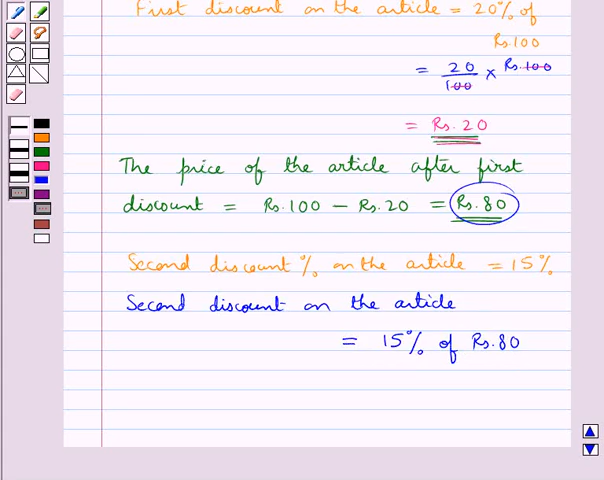 First discount on the article = 20% of
Rs.100
= 20/100 × Rs.100
= Rs.20
The price of the article after first
discount = Rs.100 – Rs.20 = Rs.80
Second discount % on the article = 15%
Second discount on the article
= 15% of Rs.80